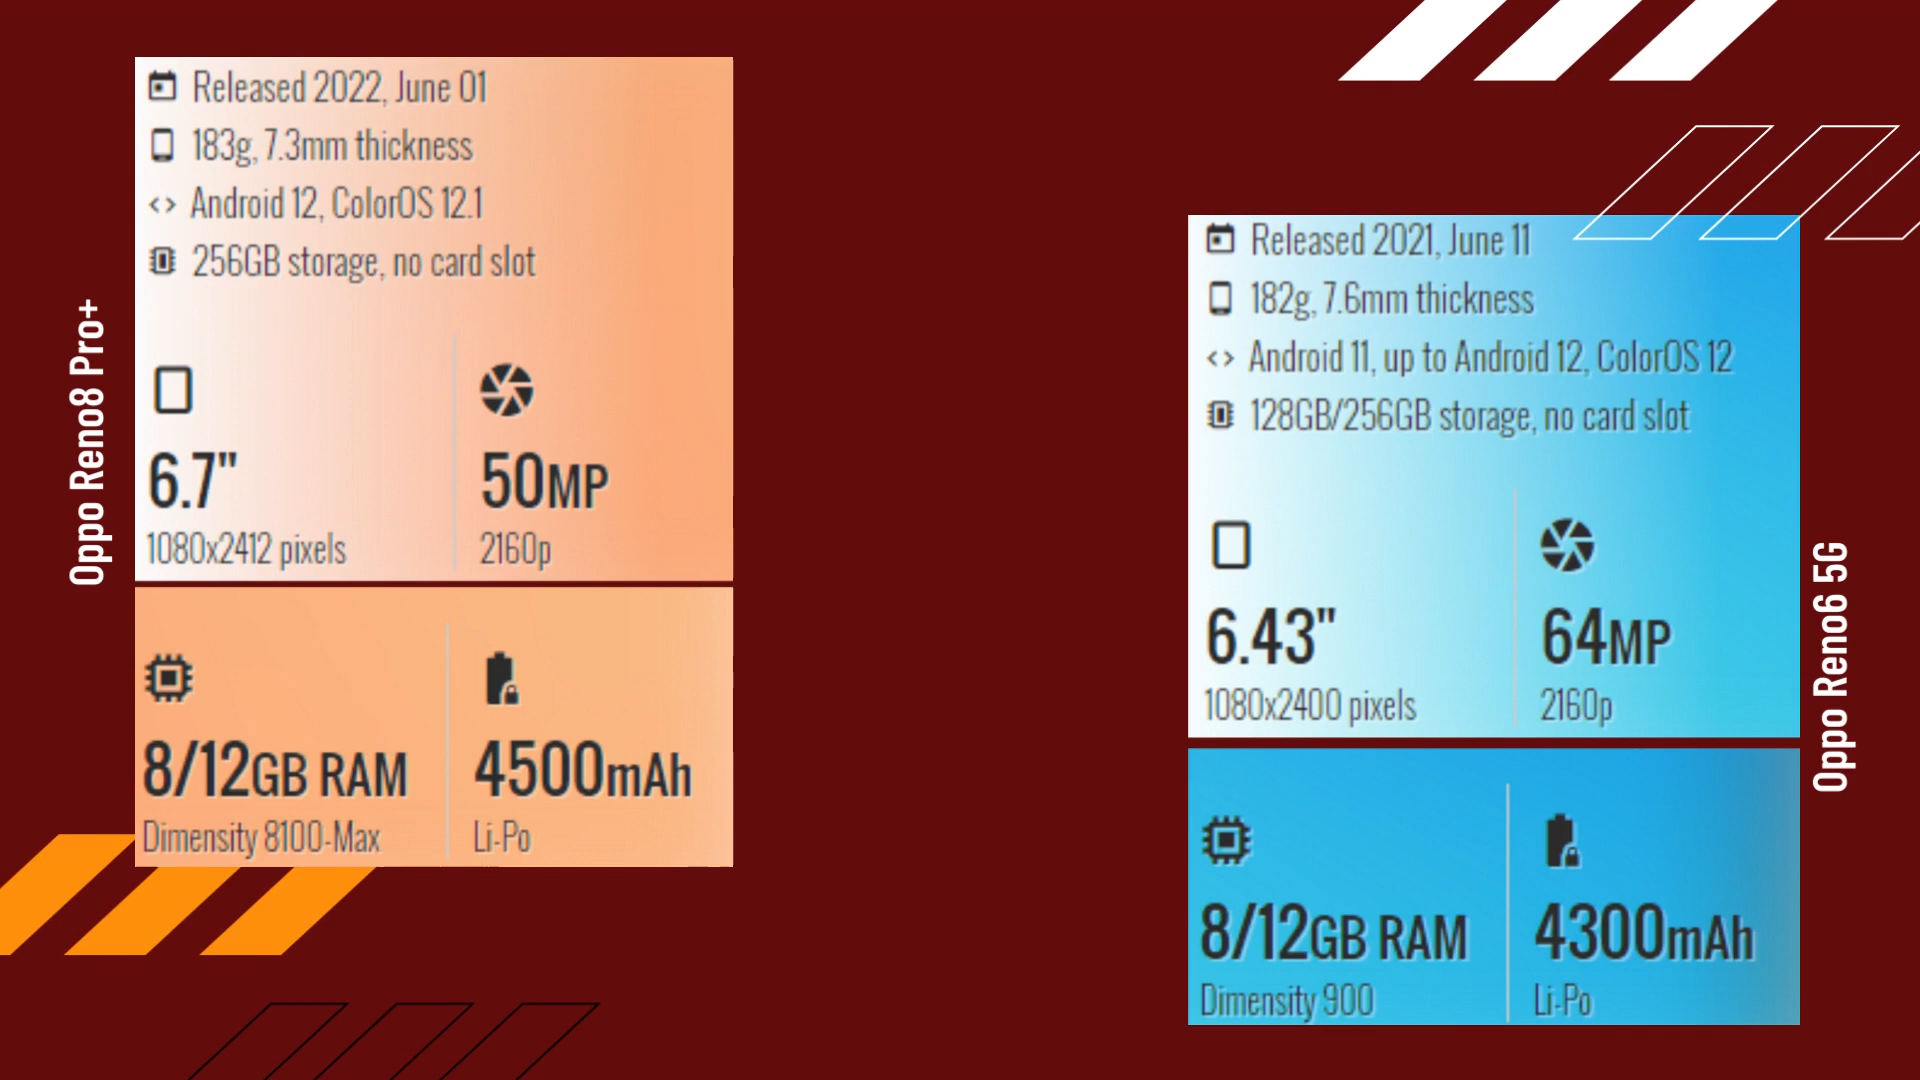 Oppo Reno8 Pro+
Released 2022, June 01
183g, 7.3mm thickness
Android 12, ColorOS 12.1
256GB storage, no card slot
6.7"
1080x2412 pixels
50MP
2160p
8/12GB RAM
Dimensity 8100-Max
4500mAh
Li-Po
Oppo Reno6 5G
Released 2021, June 11
182g, 7.6mm thickness
Android 11, up to Android 12, ColorOS 12
128GB/256GB storage, no card slot
6.43"
1080x2400 pixels
64MP
2160p
8/12GB RAM
Dimensity 900
4300mAh
Li-Po